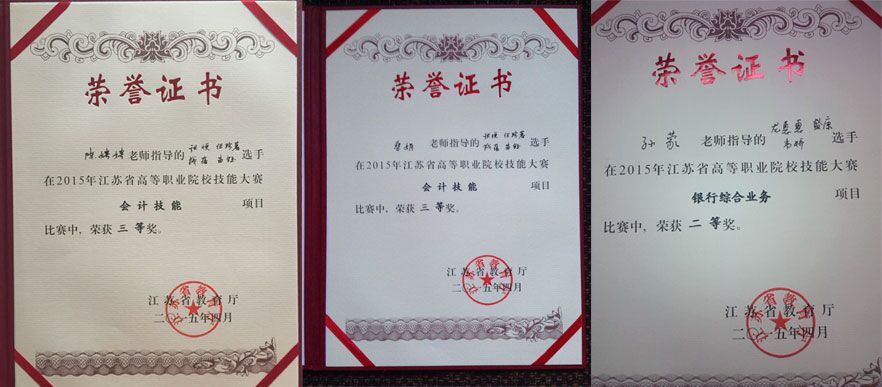 荣誉证书
老师指导的 选手
在2015年江苏省高等职业院校技能大赛
会计技能 项目
比赛中，荣获 三等奖。
江苏省教育厅
二〇一五年四月
荣誉证书
老师指导的 选手
在2015年江苏省高等职业院校技能大赛
会计技能 项目
比赛中，荣获 三等奖。
江苏省教育厅
二〇一五年四月
荣誉证书
孙蒙 老师指导的 选手
在2015年江苏省高等职业院校技能大赛
银行综合业务 项目
比赛中，荣获 二等奖。
江苏省教育厅
二〇一五年四月